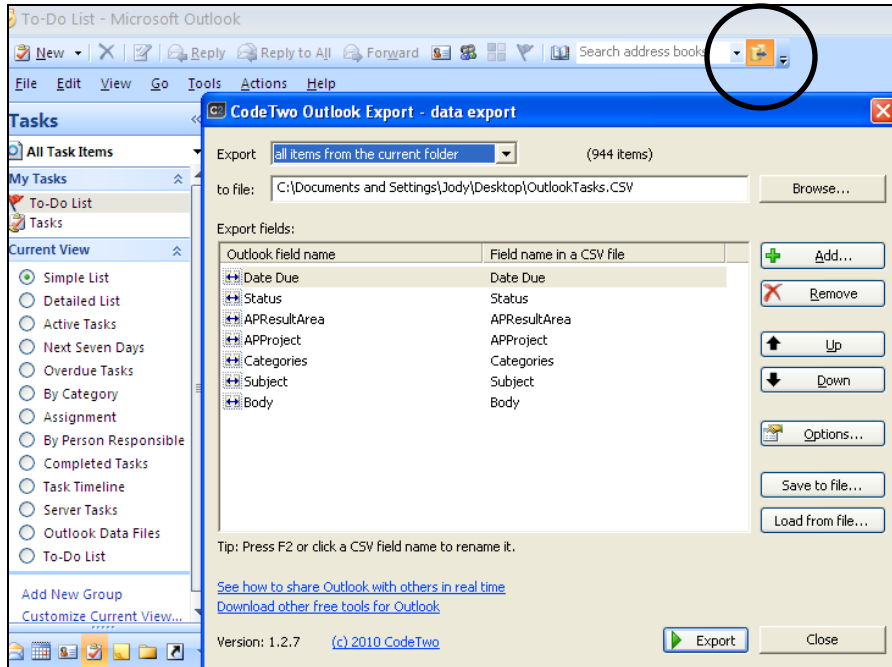 To-Do List - Microsoft Outlook
New Reply Reply to All Forward Search address books
File Edit View Go Tools Actions Help
Tasks
All Task Items
My Tasks
To-Do List
Tasks
Current View
Simple List
Detailed List
Active Tasks
Next Seven Days
Overdue Tasks
By Category
Assignment
By Person Responsible
Completed Tasks
Task Timeline
Server Tasks
Outlook Data Files
To-Do List
Add New Group
Customize Current View...
C2 CodeTwo Outlook Export - data export
Export all items from the current folder (944 items)
to file: C:\Documents and Settings\Jody\Desktop\OutlookTasks.CSV Browse...
Export fields:
Outlook field name Field name in a CSV file
Date Due Date Due
Status Status
APResultArea APResultArea
APProject APProject
Categories Categories
Subject Subject
Body Body
Add...
Remove
Up
Down
Options...
Save to file...
Load from file...
Tip: Press F2 or click a CSV field name to rename it.
See how to share Outlook with others in real time
Download other free tools for Outlook
Version: 1.2.7 (c) 2010 CodeTwo Export Close